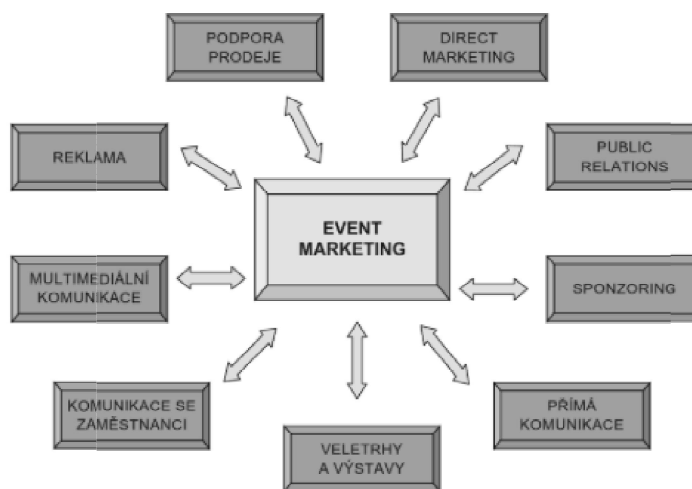 PODPORA
PRODEJE
DIRECT
MARKETING
REKLAMA
PUBLIC
RELATIONS
EVENT
MARKETING
MULTIMEDIÁLNÍ
KOMUNIKACE
SPONZORING
KOMUNIKACE SE
ZAMĚSTNANCI
PŘÍMÁ
KOMUNIKACE
VELETRHY
A VÝSTAVY